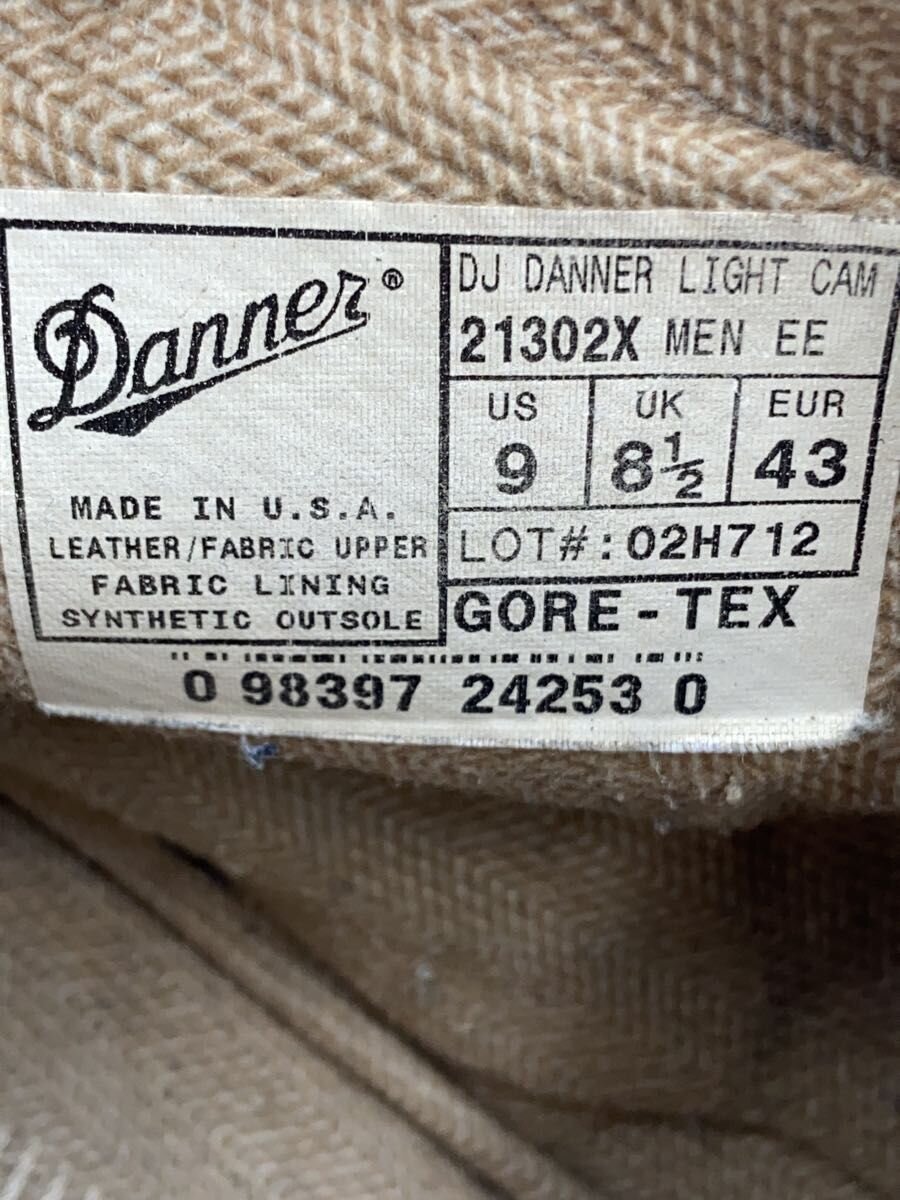 Danner®
MADE IN U.S.A.
LEATHER/FABRIC UPPER
FABRIC LINING
SYNTHETIC OUTSOLE
DJ DANNER LIGHT CAM
21302X MEN EE
US UK EUR
9 8½ 43
LOT#:02H712
GORE-TEX
0 98397 24253 0